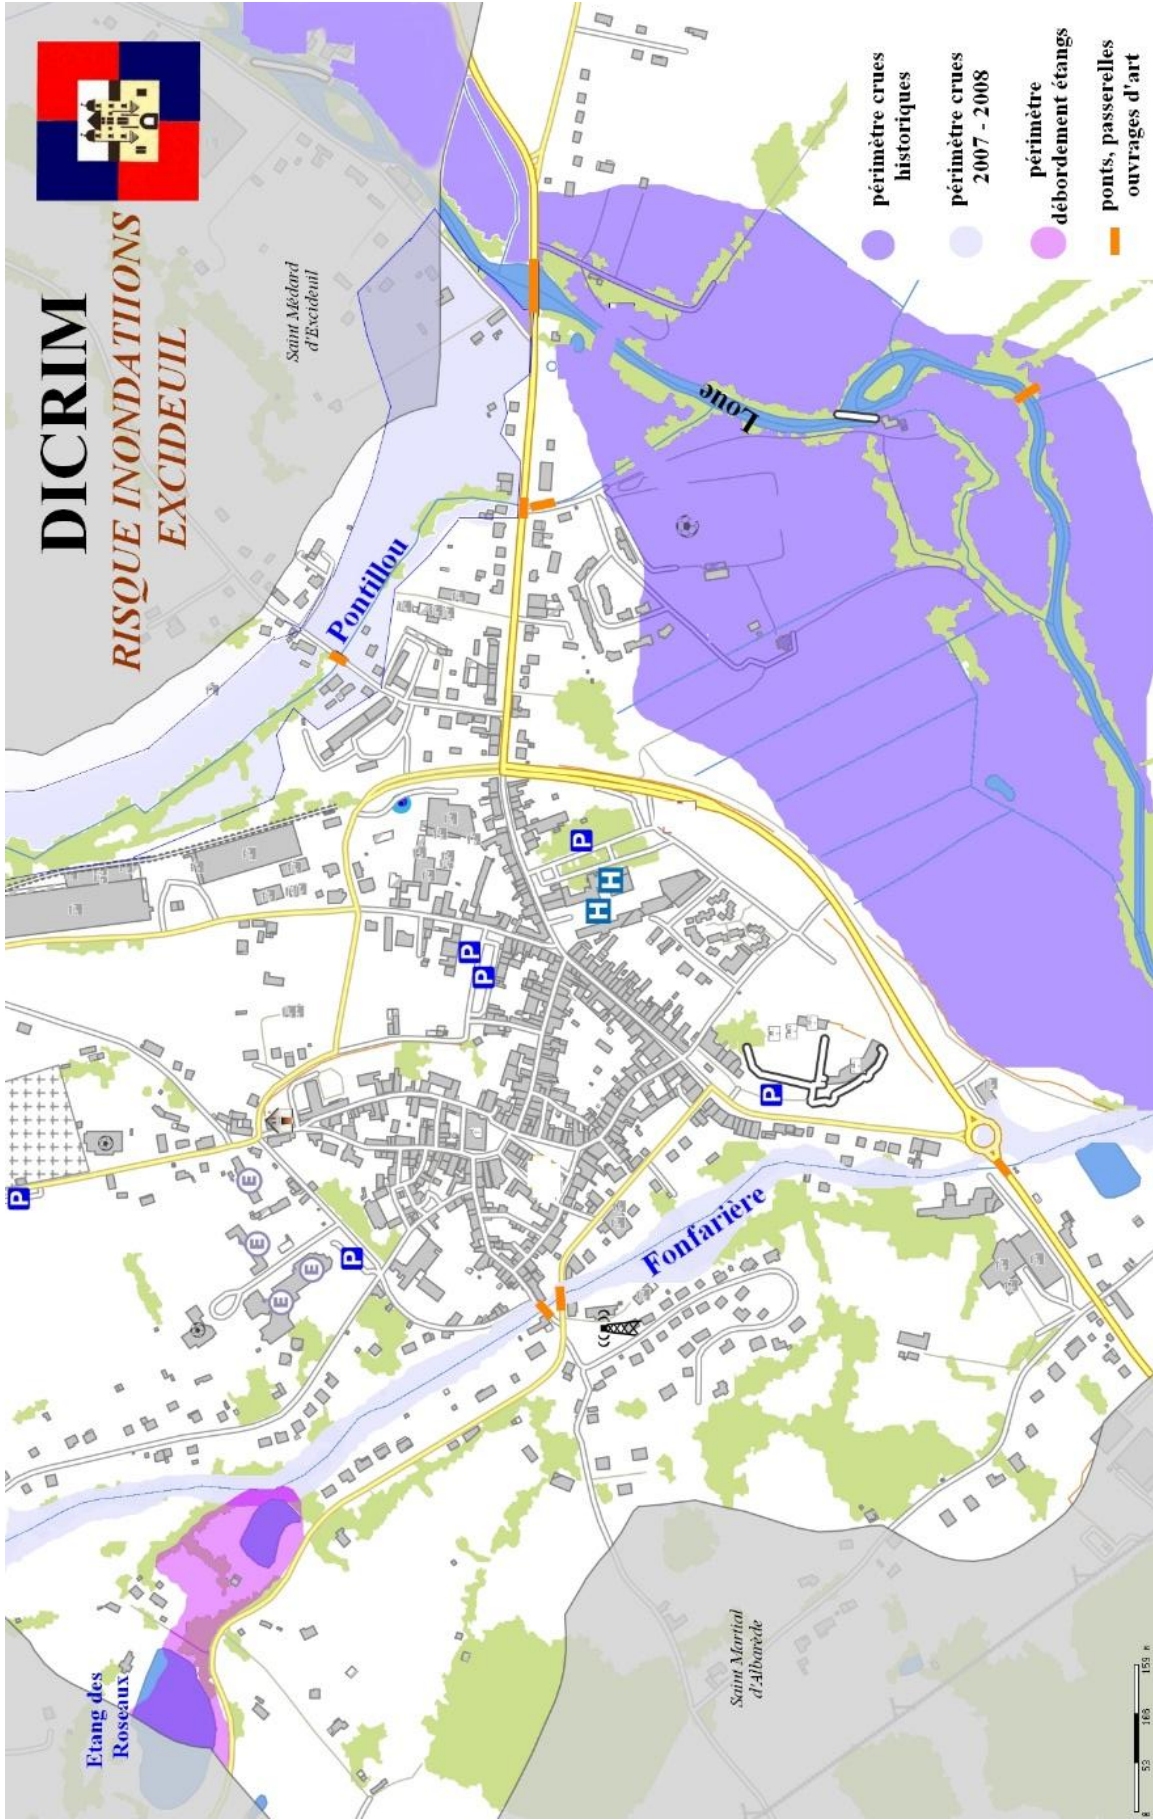 DICRIM
RISQUE INONDATIIONS
EXCIDEUIL
Saint Médard
d'Excideuil
Pontillou
Loue
Fonfarière
Etang des
Roseaux
Saint Martial
d'Albarède
P
P
P
P
P
P
H
H
E
E
E
E
périmètre crues
historiques
périmètre crues
2007 - 2008
périmètre
débordement étangs
ponts, passerelles
ouvrages d'art